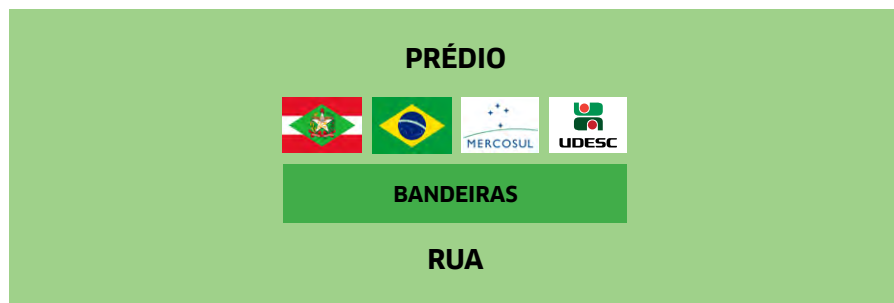 PRÉDIO
MERCOSUL
UDESC
BANDEIRAS
RUA